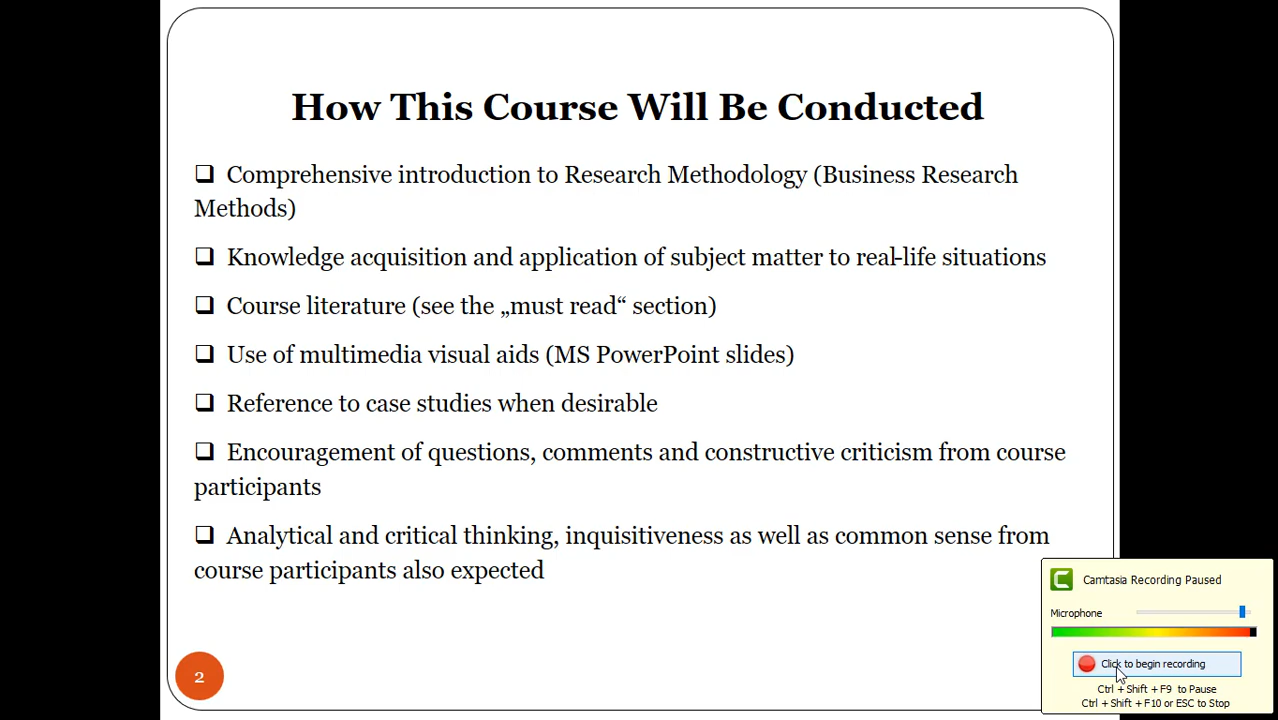 How This Course Will Be Conducted
❑ Comprehensive introduction to Research Methodology (Business Research
Methods)
❑ Knowledge acquisition and application of subject matter to real-life situations
❑ Course literature (see the „must read“ section)
❑ Use of multimedia visual aids (MS PowerPoint slides)
❑ Reference to case studies when desirable
❑ Encouragement of questions, comments and constructive criticism from course
participants
❑ Analytical and critical thinking, inquisitiveness as well as common sense from
course participants also expected
2
Camtasia Recording Paused
Microphone
Click to begin recording
Ctrl + Shift + F9 to Pause
Ctrl + Shift + F10 or ESC to Stop